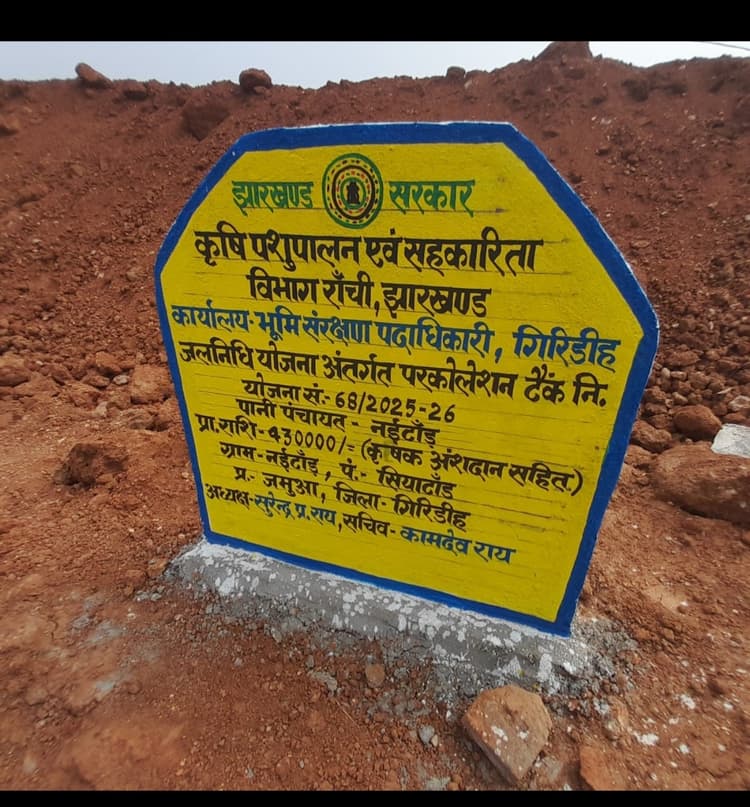 झारखण्ड सरकार
कृषि पशुपालन एवं सहकारिता
विभाग राँची, झारखण्ड
कार्यालय-भूमि संरक्षण पदाधिकारी, गिरिडीह
जलनिधि योजना अंतर्गत परकोलेशन टैंक नि.
योजना सं.- 68/2025-26
पानी पंचायत - नईटाँड़
प्रा.राशि-430000/= (कृषक अंशदान सहित.)
ग्राम-नईटाँड़, पं.- सियाटाँड़
प्र.- जमुआ, जिला- गिरिडीह
अध्यक्ष-सुरेन्द्र प्र.राय, सचिव- कामदेव राय